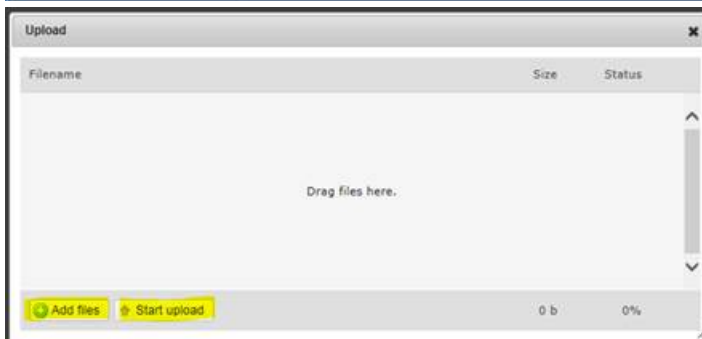 Upload
Filename Size Status
Drag files here.
Add files Start upload 0 b 0%